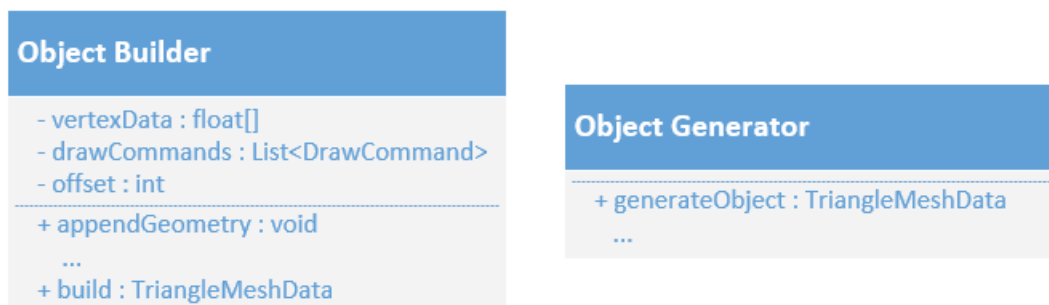 Object Builder
- vertexData : float[]
- drawCommands : List<DrawCommand>
- offset : int
+ appendGeometry : void
...
+ build : TriangleMeshData
Object Generator
+ generateObject : TriangleMeshData
...